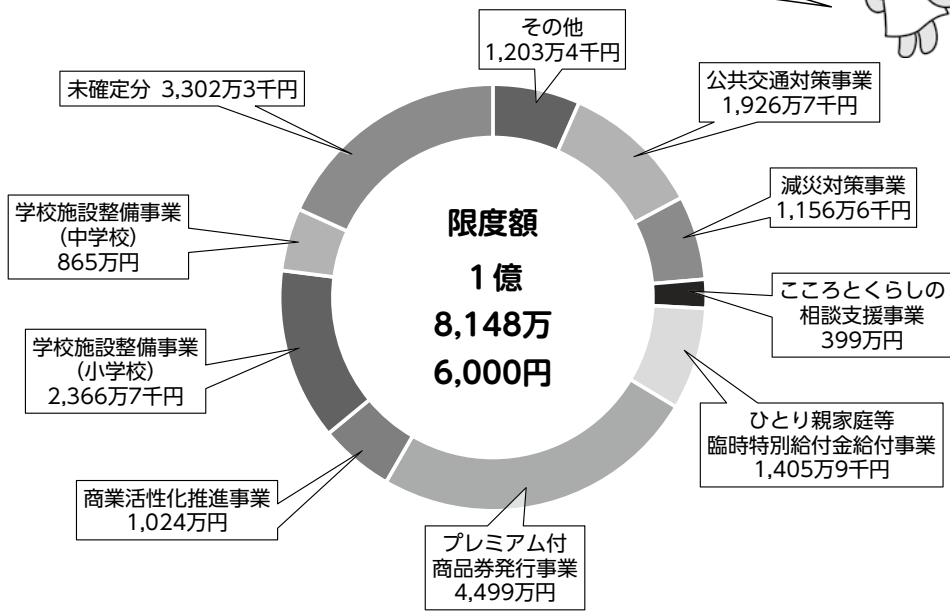 その他
1,203万4千円
公共交通対策事業
1,926万7千円
減災対策事業
1,156万6千円
こころとくらしの
相談支援事業
399万円
ひとり親家庭等
臨時特別給付金給付事業
1,405万9千円
プレミアム付
商品券発行事業
4,499万円
商業活性化推進事業
1,024万円
学校施設整備事業
(小学校)
2,366万7千円
学校施設整備事業
(中学校)
865万円
未確定分 3,302万3千円
限度額
1億
8,148万
6,000円